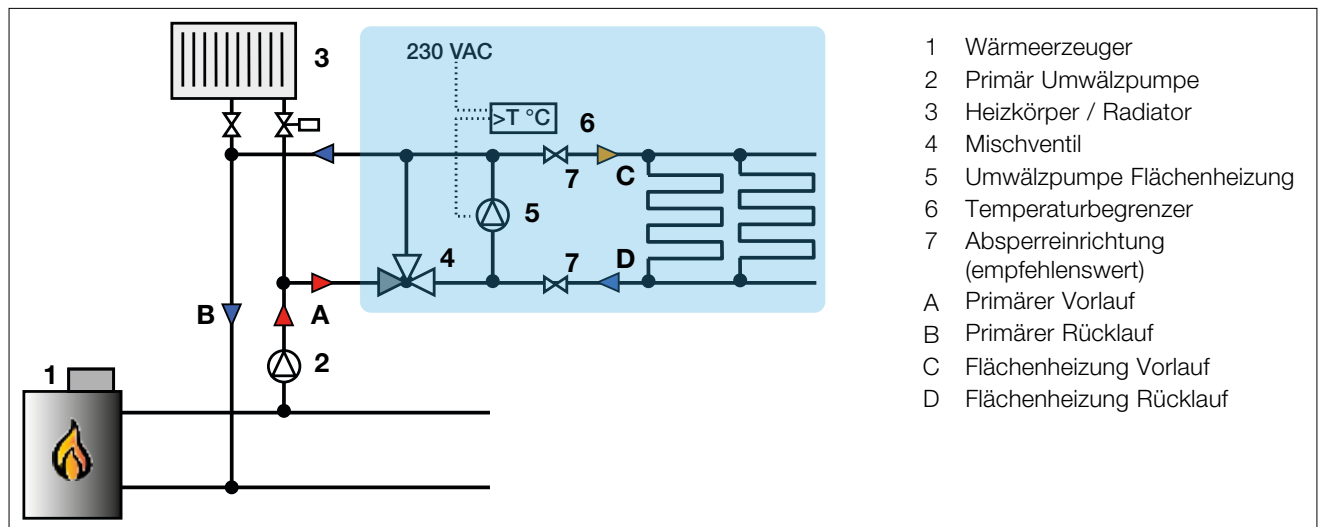 3
230 VAC
>T °C
6
7
C
5
4
7
D
B
A
2
1
1 Wärmeerzeuger
2 Primär Umwälzpumpe
3 Heizkörper / Radiator
4 Mischventil
5 Umwälzpumpe Flächenheizung
6 Temperaturbegrenzer
7 Absperreinrichtung
(empfehlenswert)
A Primärer Vorlauf
B Primärer Rücklauf
C Flächenheizung Vorlauf
D Flächenheizung Rücklauf